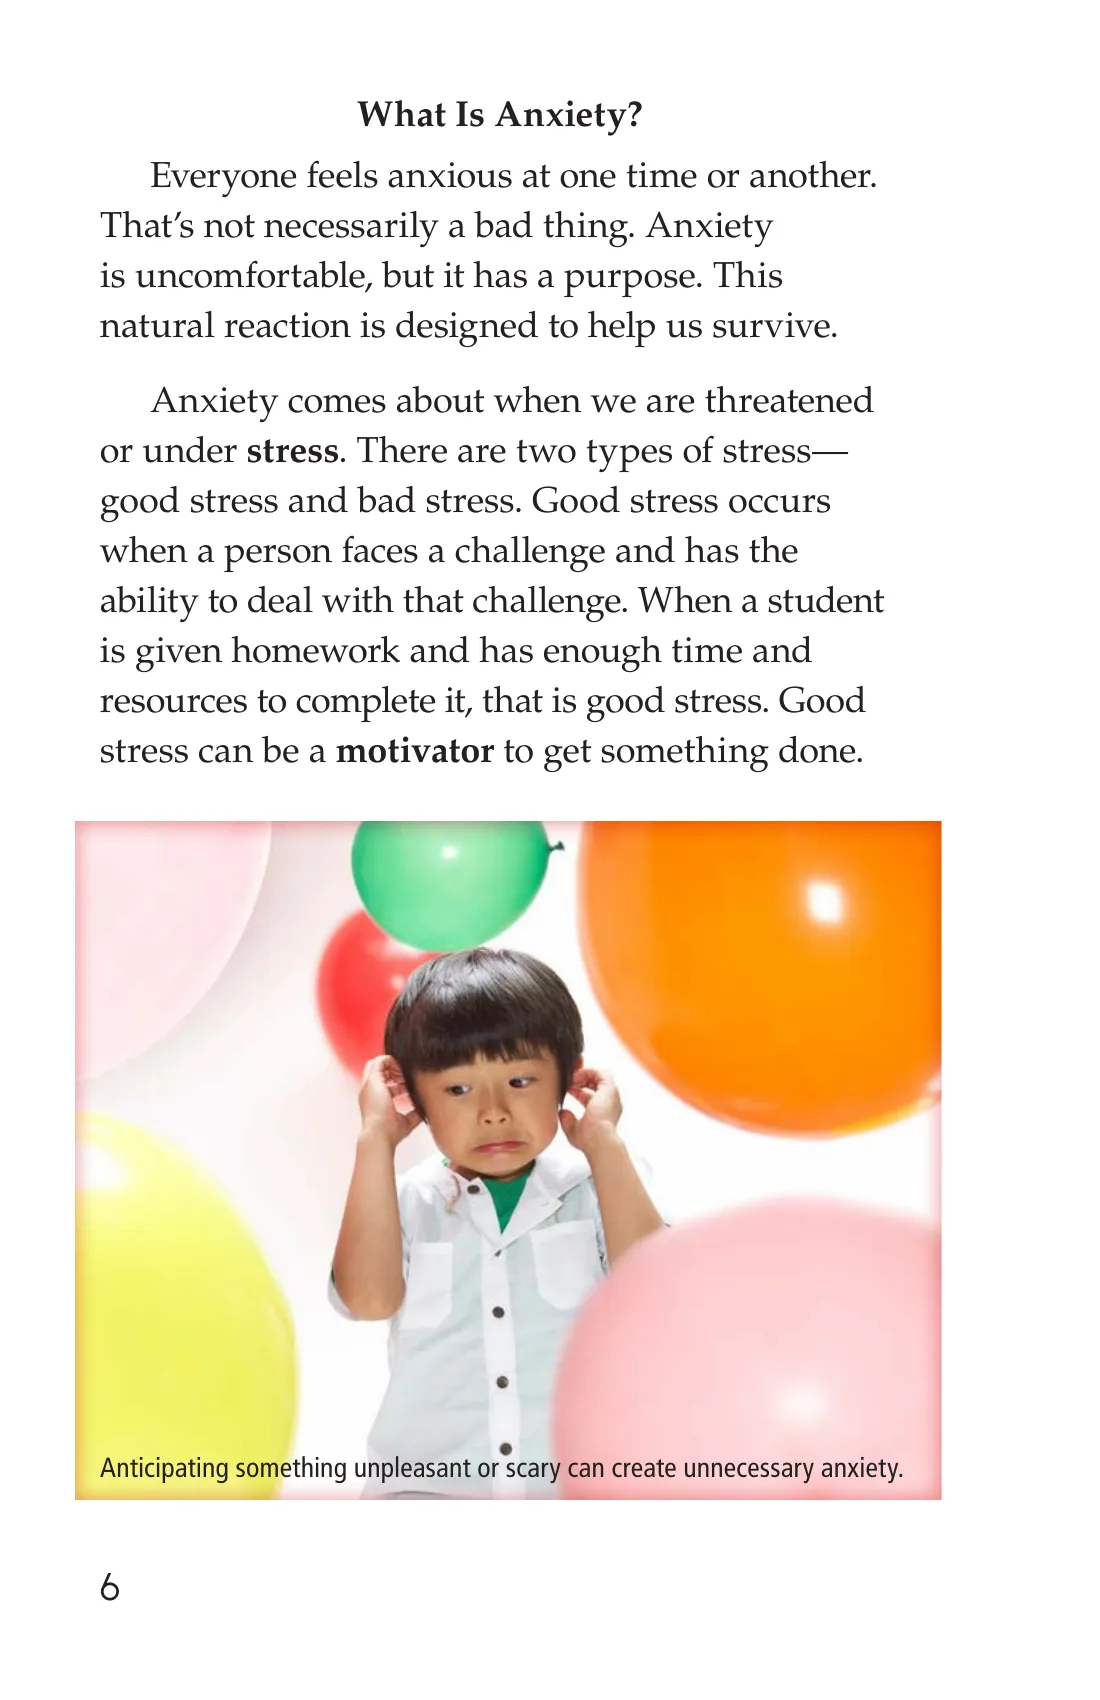 What Is Anxiety?
Everyone feels anxious at one time or another.
That’s not necessarily a bad thing. Anxiety
is uncomfortable, but it has a purpose. This
natural reaction is designed to help us survive.
Anxiety comes about when we are threatened
or under stress. There are two types of stress—
good stress and bad stress. Good stress occurs
when a person faces a challenge and has the
ability to deal with that challenge. When a student
is given homework and has enough time and
resources to complete it, that is good stress. Good
stress can be a motivator to get something done.
Anticipating something unpleasant or scary can create unnecessary anxiety.
6